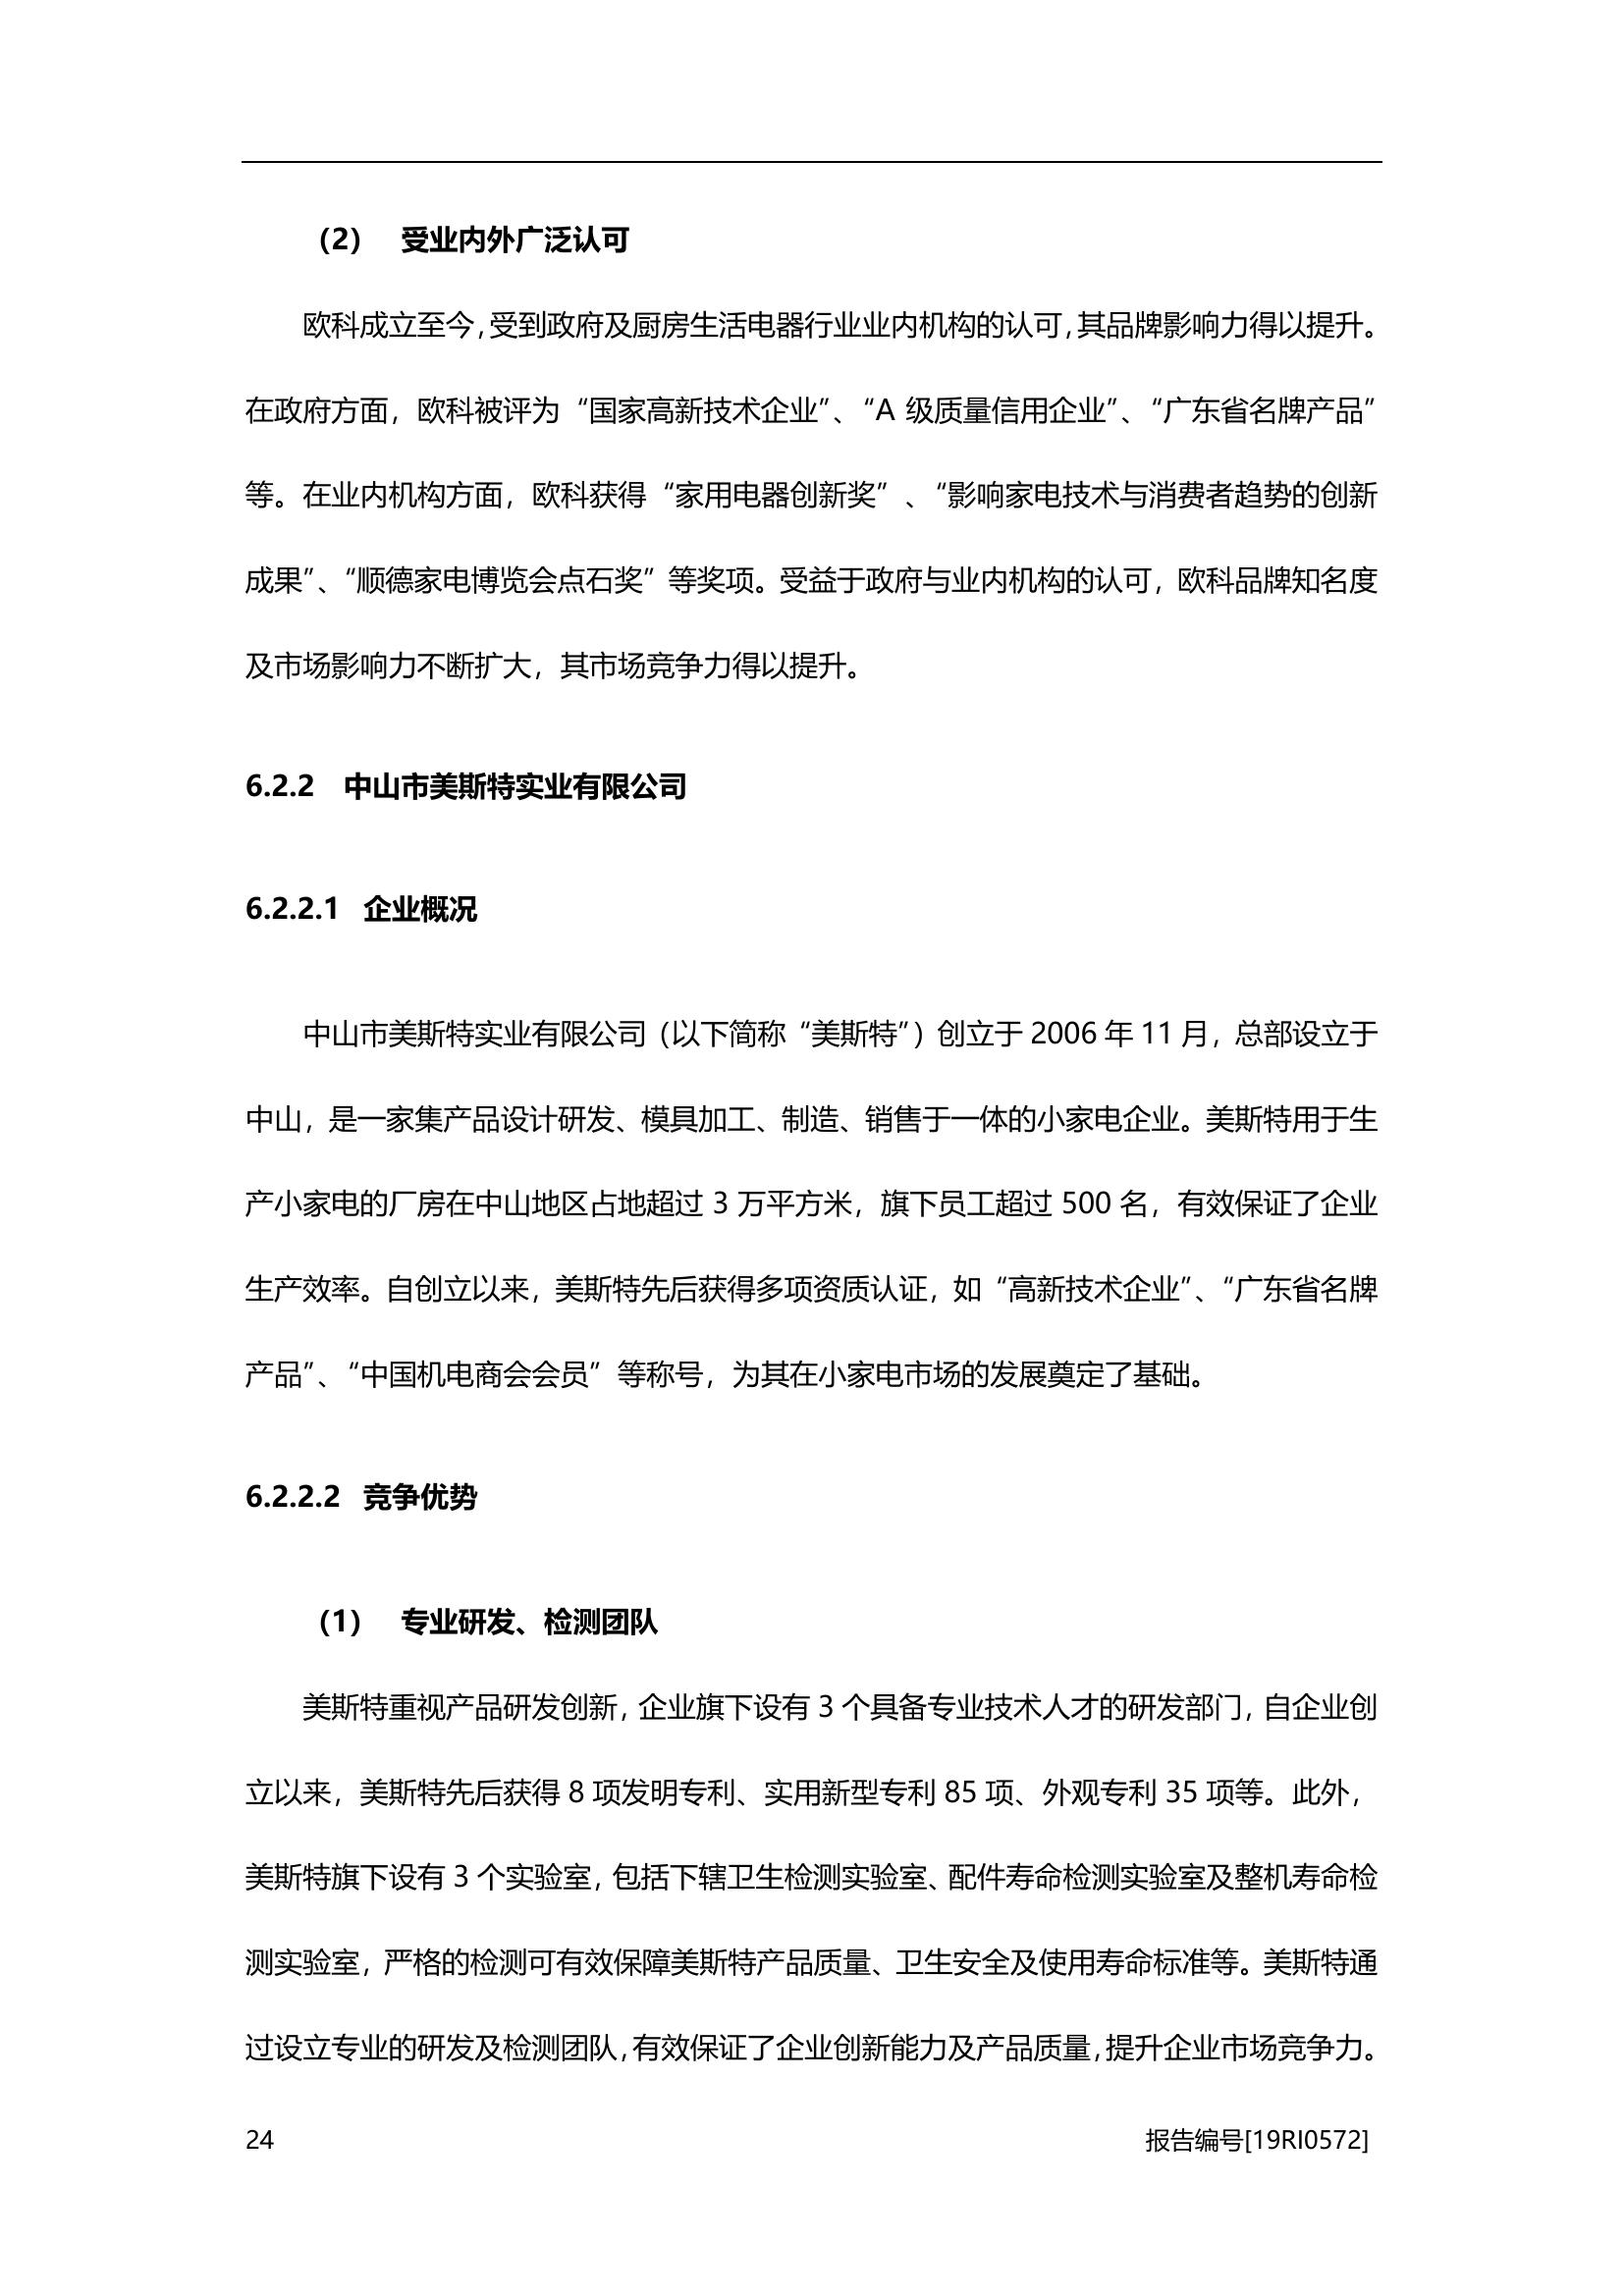 （2） 受业内外广泛认可
欧科成立至今，受到政府及厨房生活电器行业业内机构的认可，其品牌影响力得以提升。
在政府方面，欧科被评为“国家高新技术企业”、“A 级质量信用企业”、“广东省名牌产品”
等。在业内机构方面，欧科获得“家用电器创新奖”、“影响家电技术与消费者趋势的创新
成果”、“顺德家电博览会点石奖”等奖项。受益于政府与业内机构的认可，欧科品牌知名度
及市场影响力不断扩大，其市场竞争力得以提升。
6.2.2 中山市美斯特实业有限公司
6.2.2.1 企业概况
中山市美斯特实业有限公司（以下简称“美斯特”）创立于 2006 年 11 月，总部设立于
中山，是一家集产品设计研发、模具加工、制造、销售于一体的小家电企业。美斯特用于生
产小家电的厂房在中山地区占地超过 3 万平方米，旗下员工超过 500 名，有效保证了企业
生产效率。自创立以来，美斯特先后获得多项资质认证，如“高新技术企业”、“广东省名牌
产品”、“中国机电商会会员”等称号，为其在小家电市场的发展奠定了基础。
6.2.2.2 竞争优势
（1） 专业研发、检测团队
美斯特重视产品研发创新，企业旗下设有 3 个具备专业技术人才的研发部门，自企业创
立以来，美斯特先后获得 8 项发明专利、实用新型专利 85 项、外观专利 35 项等。此外，
美斯特旗下设有 3 个实验室，包括下辖卫生检测实验室、配件寿命检测实验室及整机寿命检
测实验室，严格的检测可有效保障美斯特产品质量、卫生安全及使用寿命标准等。美斯特通
过设立专业的研发及检测团队，有效保证了企业创新能力及产品质量，提升企业市场竞争力。
24 报告编号[19RI0572]